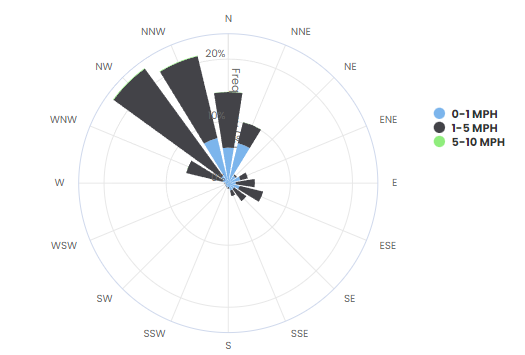 N
NNW
NNE
20%
NW
NE
Freq
0-1 MPH
1-5 MPH
5-10 MPH
10%
WNW
ENE
W
E
WSW
ESE
SW
SE
SSW
SSE
S